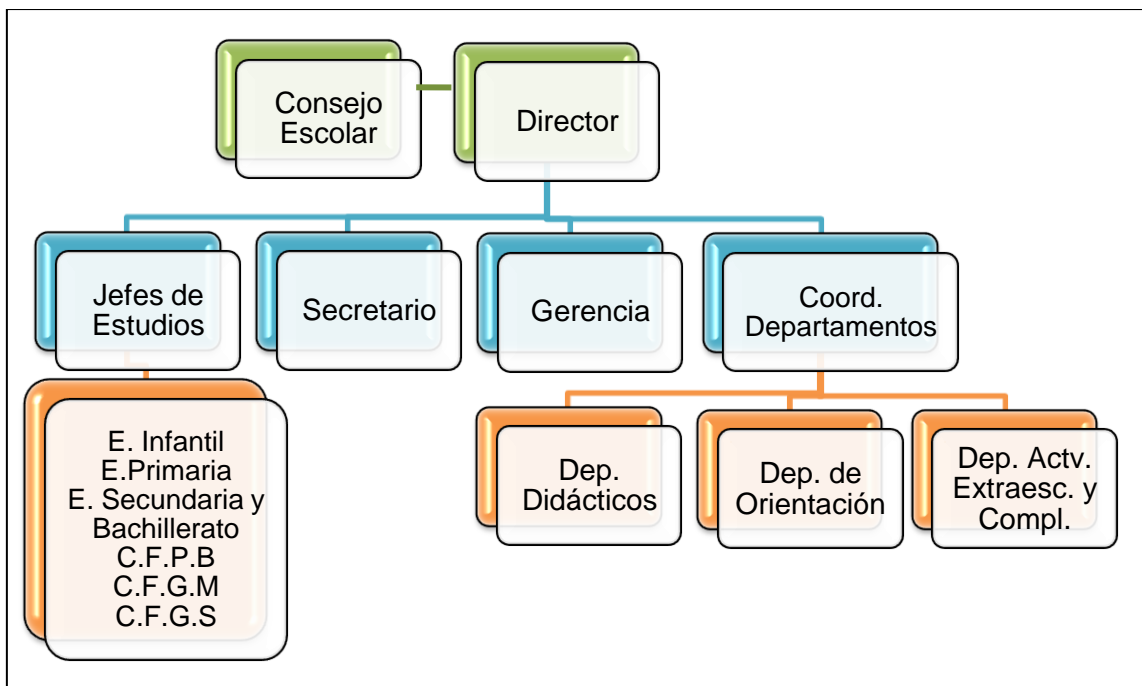 Consejo
Escolar
Director
Jefes de
Estudios
Secretario
Gerencia
Coord.
Departamentos
E. Infantil
E.Primaria
E. Secundaria y
Bachillerato
C.F.P.B
C.F.G.M
C.F.G.S
Dep.
Didácticos
Dep. de
Orientación
Dep. Actv.
Extraesc. y
Compl.